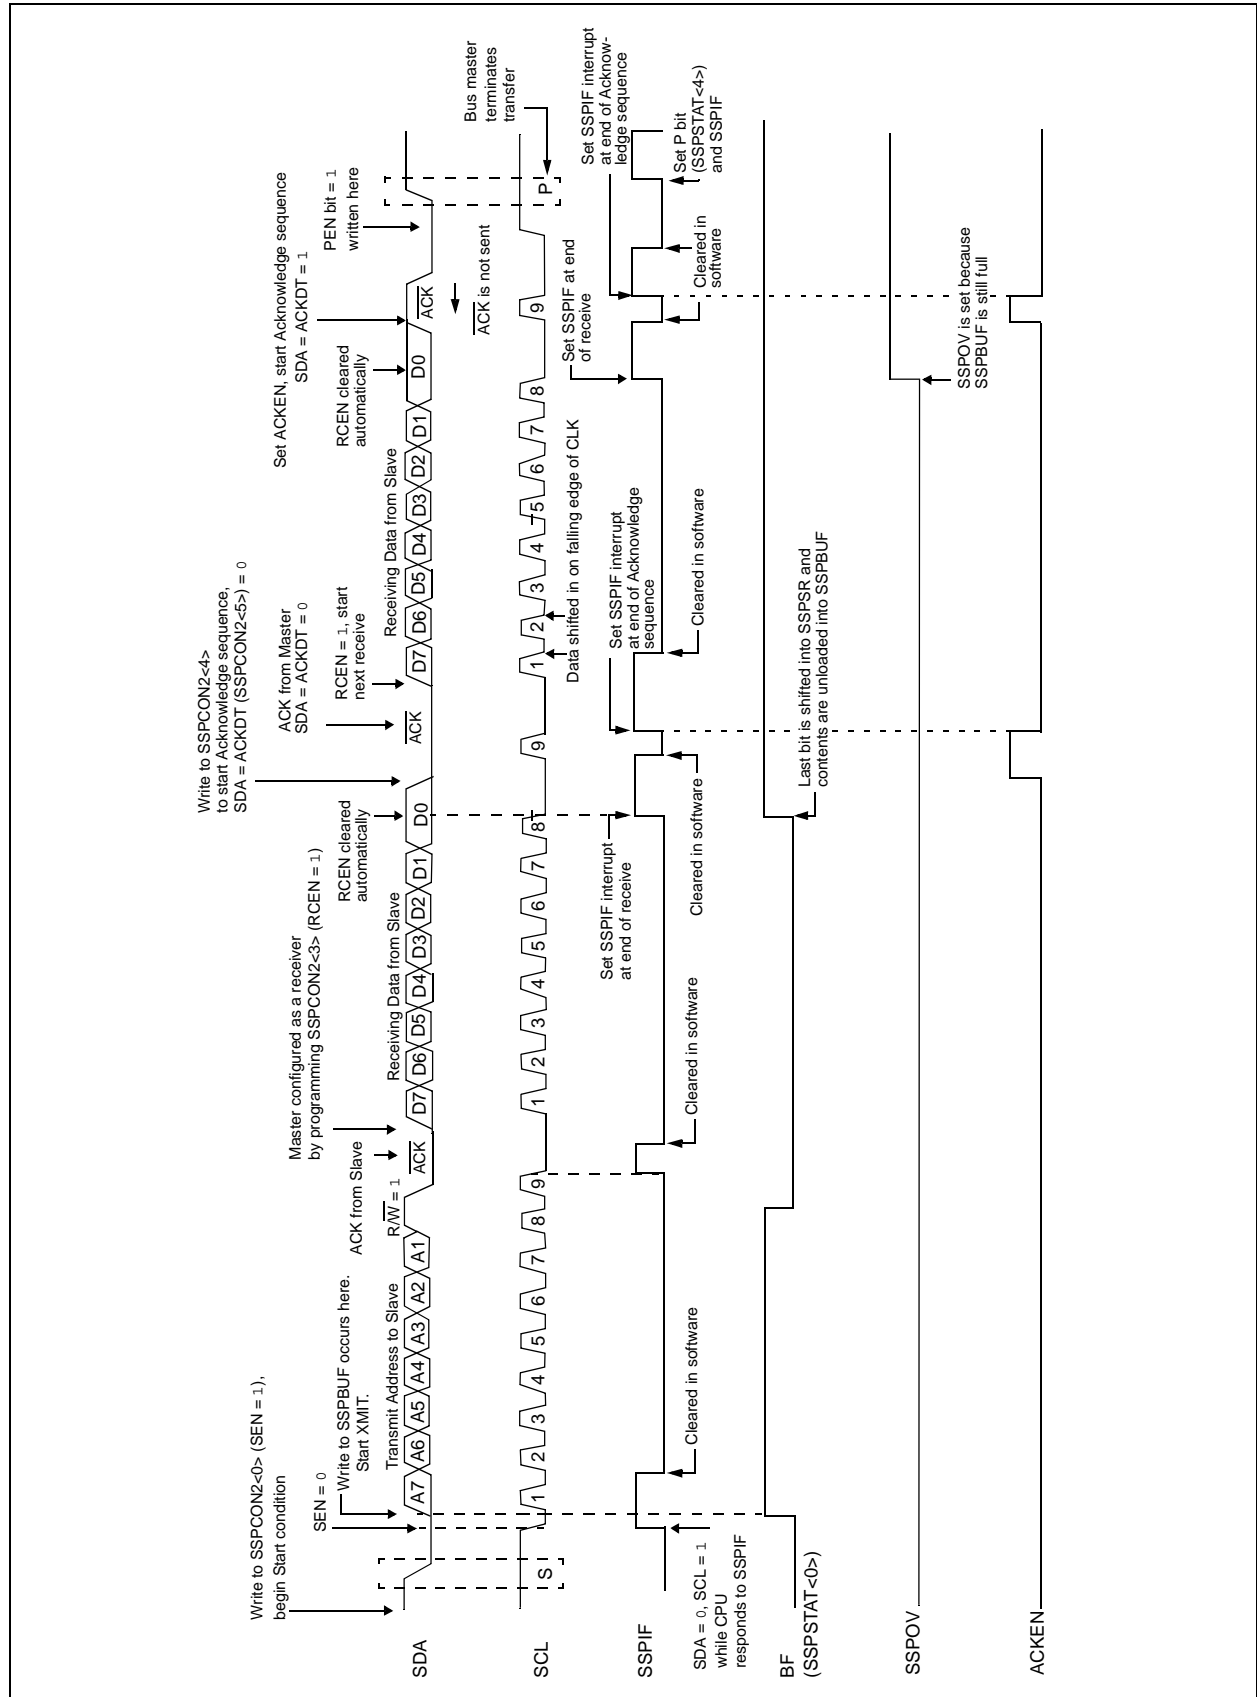 Write to SSPCON2<0> (SEN = 1),
begin Start condition
SEN = 0
Write to SSPBUF occurs here.
Start XMIT.
Transmit Address to Slave
R/W = 1
ACK from Slave
Master configured as a receiver
by programming SSPCON2<3> (RCEN = 1)
Receiving Data from Slave
RCEN cleared
automatically
Write to SSPCON2<4>
to start Acknowledge sequence,
SDA = ACKDT (SSPCON2<5>) = 0
ACK from Master
SDA = ACKDT = 0
RCEN = 1, start
next receive
Receiving Data from Slave
RCEN cleared
automatically
Set ACKEN, start Acknowledge sequence
SDA = ACKDT = 1
PEN bit = 1
written here
SDA
A7 A6 A5 A4 A3 A2 A1 ACK D7 D6 D5 D4 D3 D2 D1 D0 ACK D7 D6 D5 D4 D3 D2 D1 D0 ACK
ACK is not sent
Bus master
terminates
transfer
SCL
S 1 2 3 4 5 6 7 8 9 1 2 3 4 5 6 7 8 9 1 2 3 4 5 6 7 8 9 P
Data shifted in on falling edge of CLK
Set SSPIF interrupt
at end of receive
Set SSPIF interrupt
at end of Acknowledge
sequence
Set SSPIF at end
of receive
Set SSPIF interrupt
at end of Acknow-
ledge sequence
SSPIF
SDA = 0, SCL = 1
while CPU
responds to SSPIF
Cleared in software
Cleared in software
Cleared in software
Cleared in software
Cleared in
software
Set P bit
(SSPSTAT<4>)
and SSPIF
BF
(SSPSTAT<0>)
Last bit is shifted into SSPSR and
contents are unloaded into SSPBUF
SSPOV
SSPOV is set because
SSPBUF is still full
ACKEN